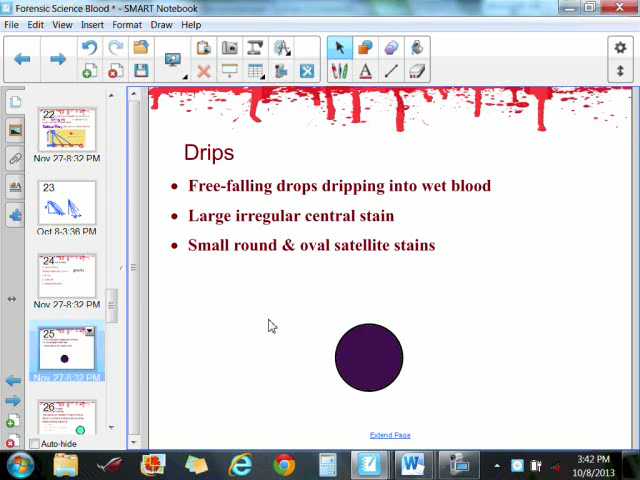 Forensic Science Blood * - SMART Notebook
File Edit View Insert Format Draw Help
22
Nov 27-8:32 PM
23
Oct 8-3:36 PM
24
Nov 27-8:32 PM
25
Nov 27-8:32 PM
26
Auto-hide
Drips
• Free-falling drops dripping into wet blood
• Large irregular central stain
• Small round & oval satellite stains
Extend Page
3:42 PM
10/8/2013